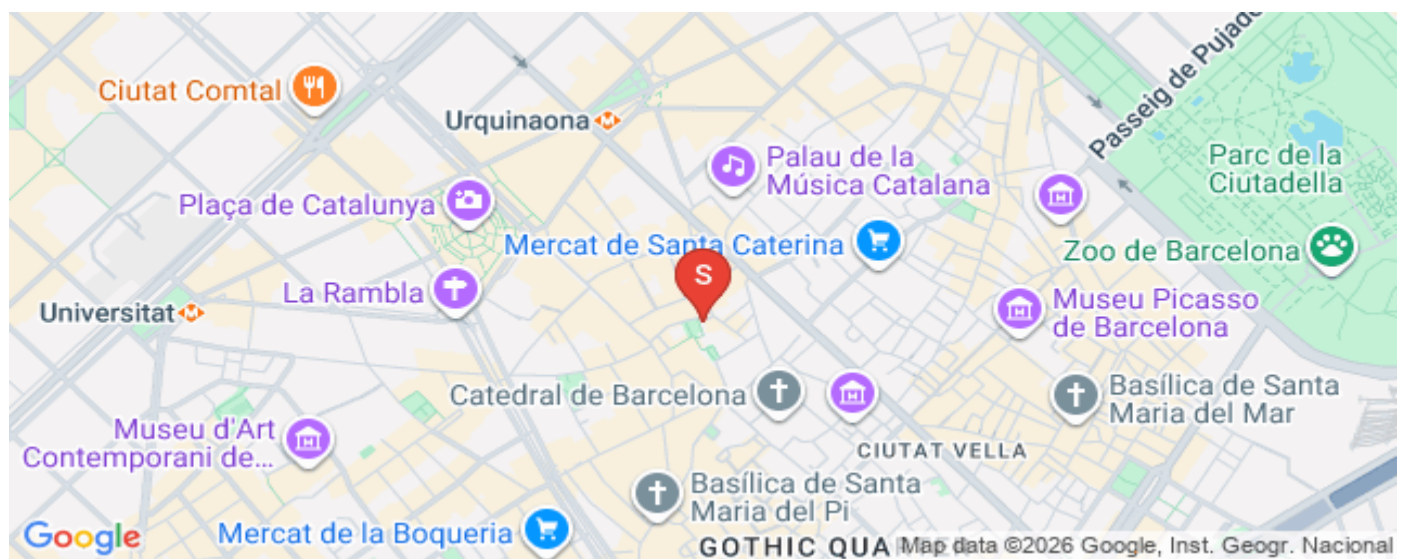 Ciutat Comtal
Urquinaona
Passeig de Pujade
Palau de la
Música Catalana
Parc de la
Ciutadella
Plaça de Catalunya
Mercat de Santa Caterina
Zoo de Barcelona
S
La Rambla
Universitat
Museu Picasso
de Barcelona
Catedral de Barcelona
Basílica de Santa
Maria del Mar
Museu d'Art
Contemporani de...
CIUTAT VELLA
Basílica de Santa
Maria del Pi
Google
Mercat de la Boqueria
GOTHIC QUA
Map data ©2026 Google, Inst. Geogr. Nacional